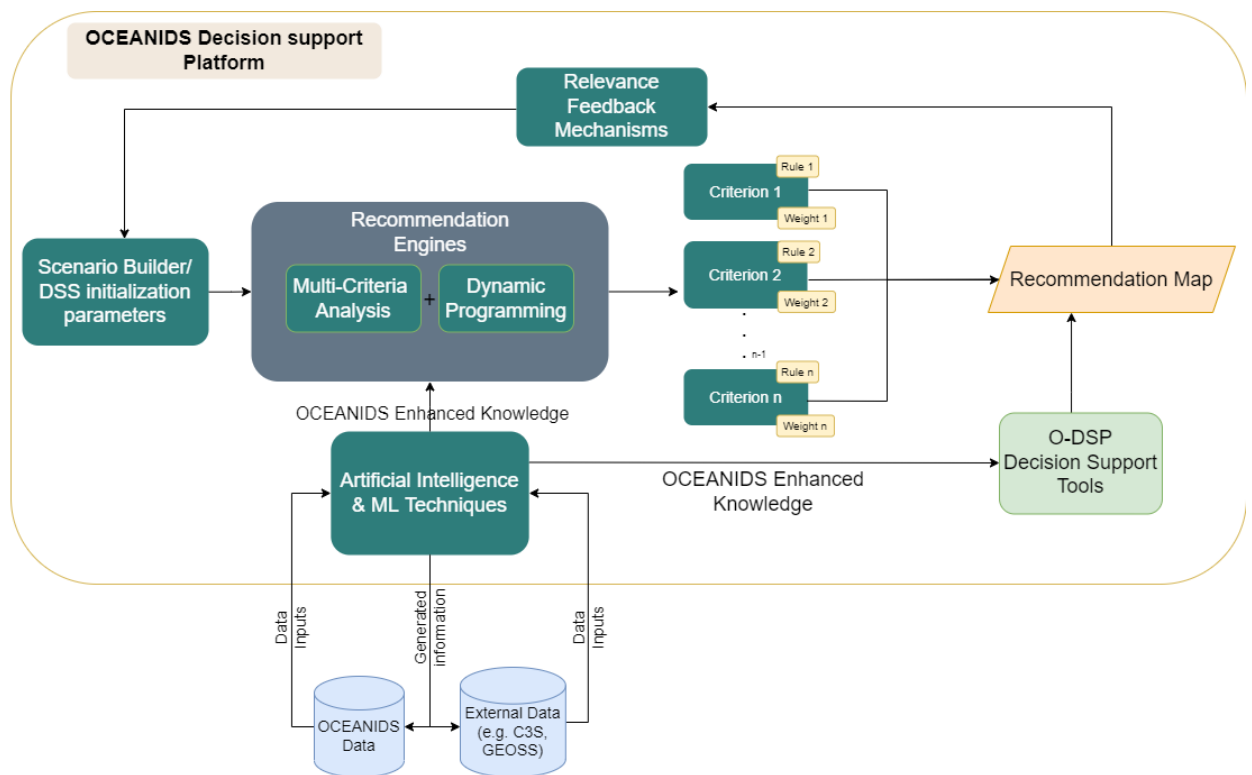 OCEANIDS Decision support
Platform
Relevance
Feedback
Mechanisms
Scenario Builder/
DSS initialization
parameters
Recommendation
Engines
Multi-Criteria
Analysis
+
Dynamic
Programming
Rule 1
Criterion 1
Weight 1
Rule 2
Criterion 2
Weight 2
.
.
. n-1
Rule n
Criterion n
Weight n
Recommendation Map
OCEANIDS Enhanced Knowledge
Artificial Intelligence
& ML Techniques
OCEANIDS Enhanced
Knowledge
O-DSP
Decision Support
Tools
Data
Inputs
Generated
information
Data
Inputs
OCEANIDS
Data
External Data
(e.g. C3S,
GEOSS)